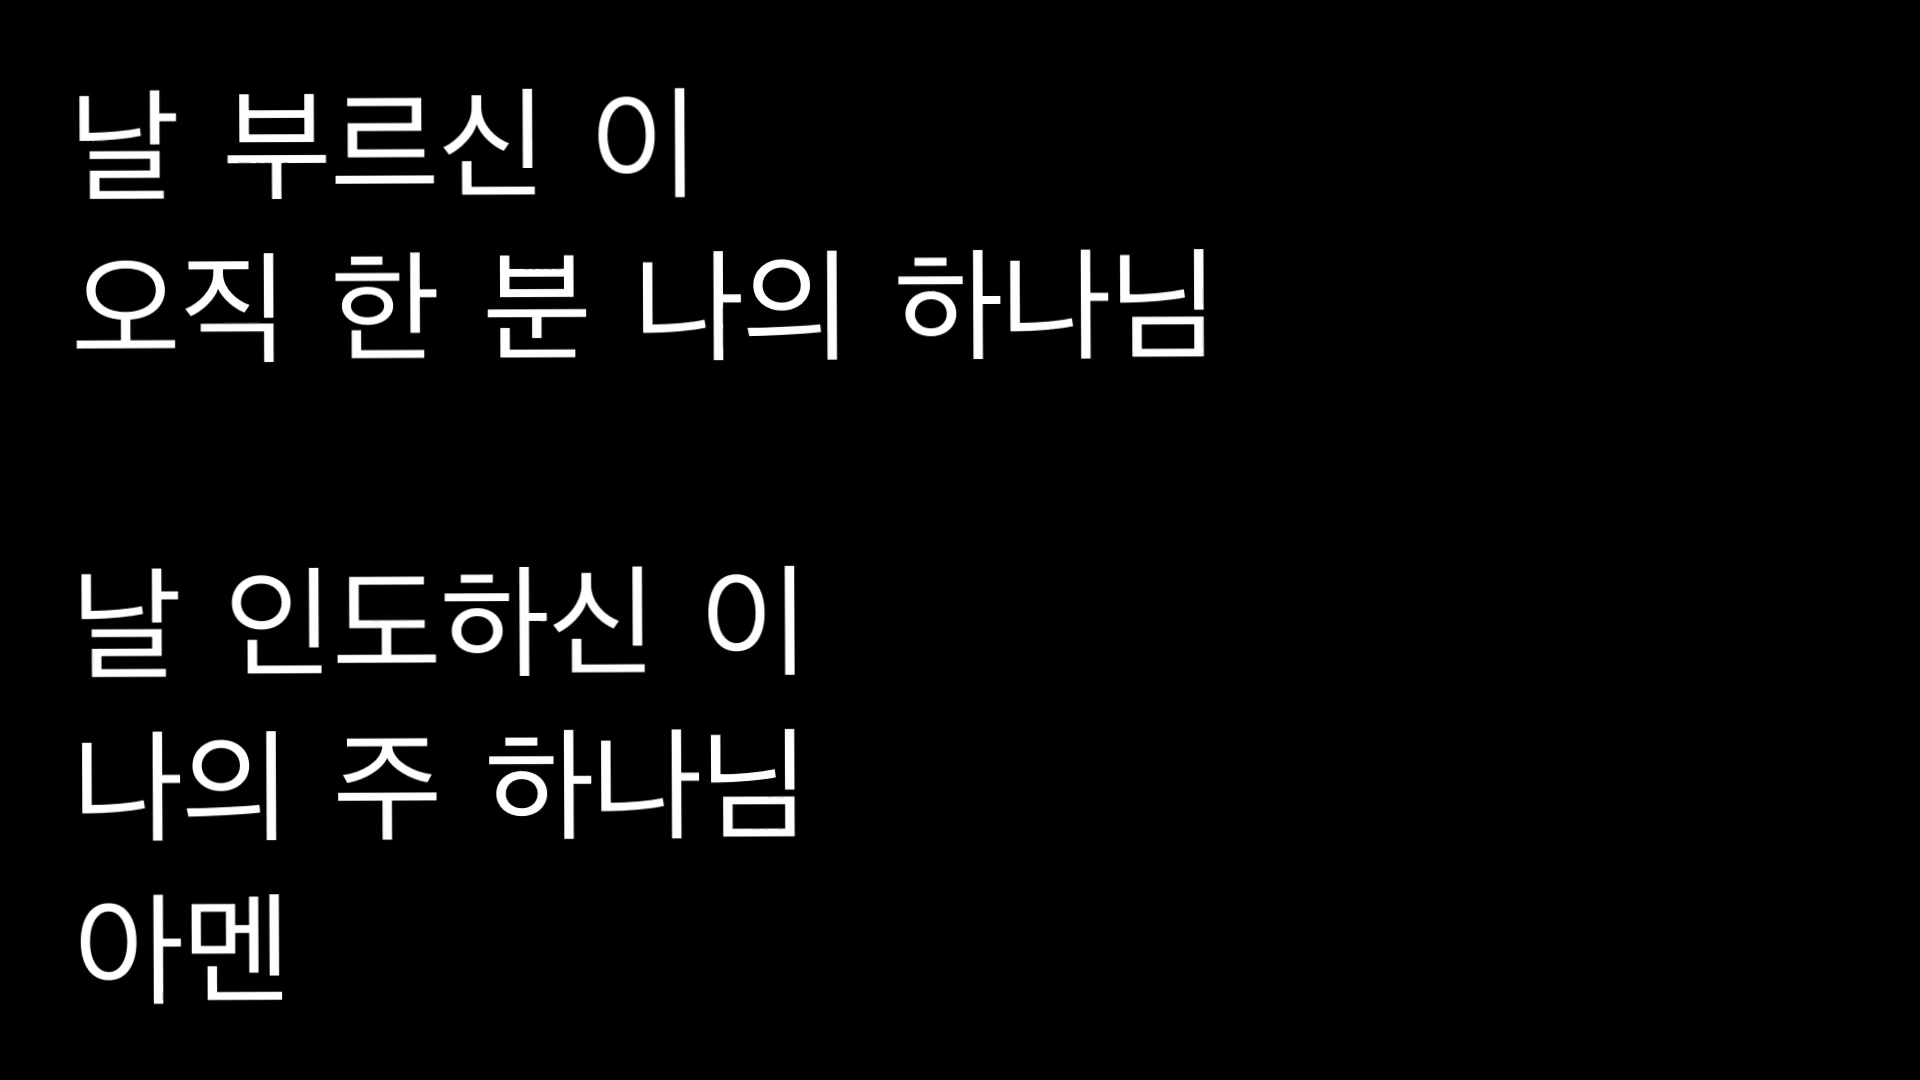 날 부르신 이
오직 한 분 나의 하나님
날 인도하신 이
나의 주 하나님
아멘